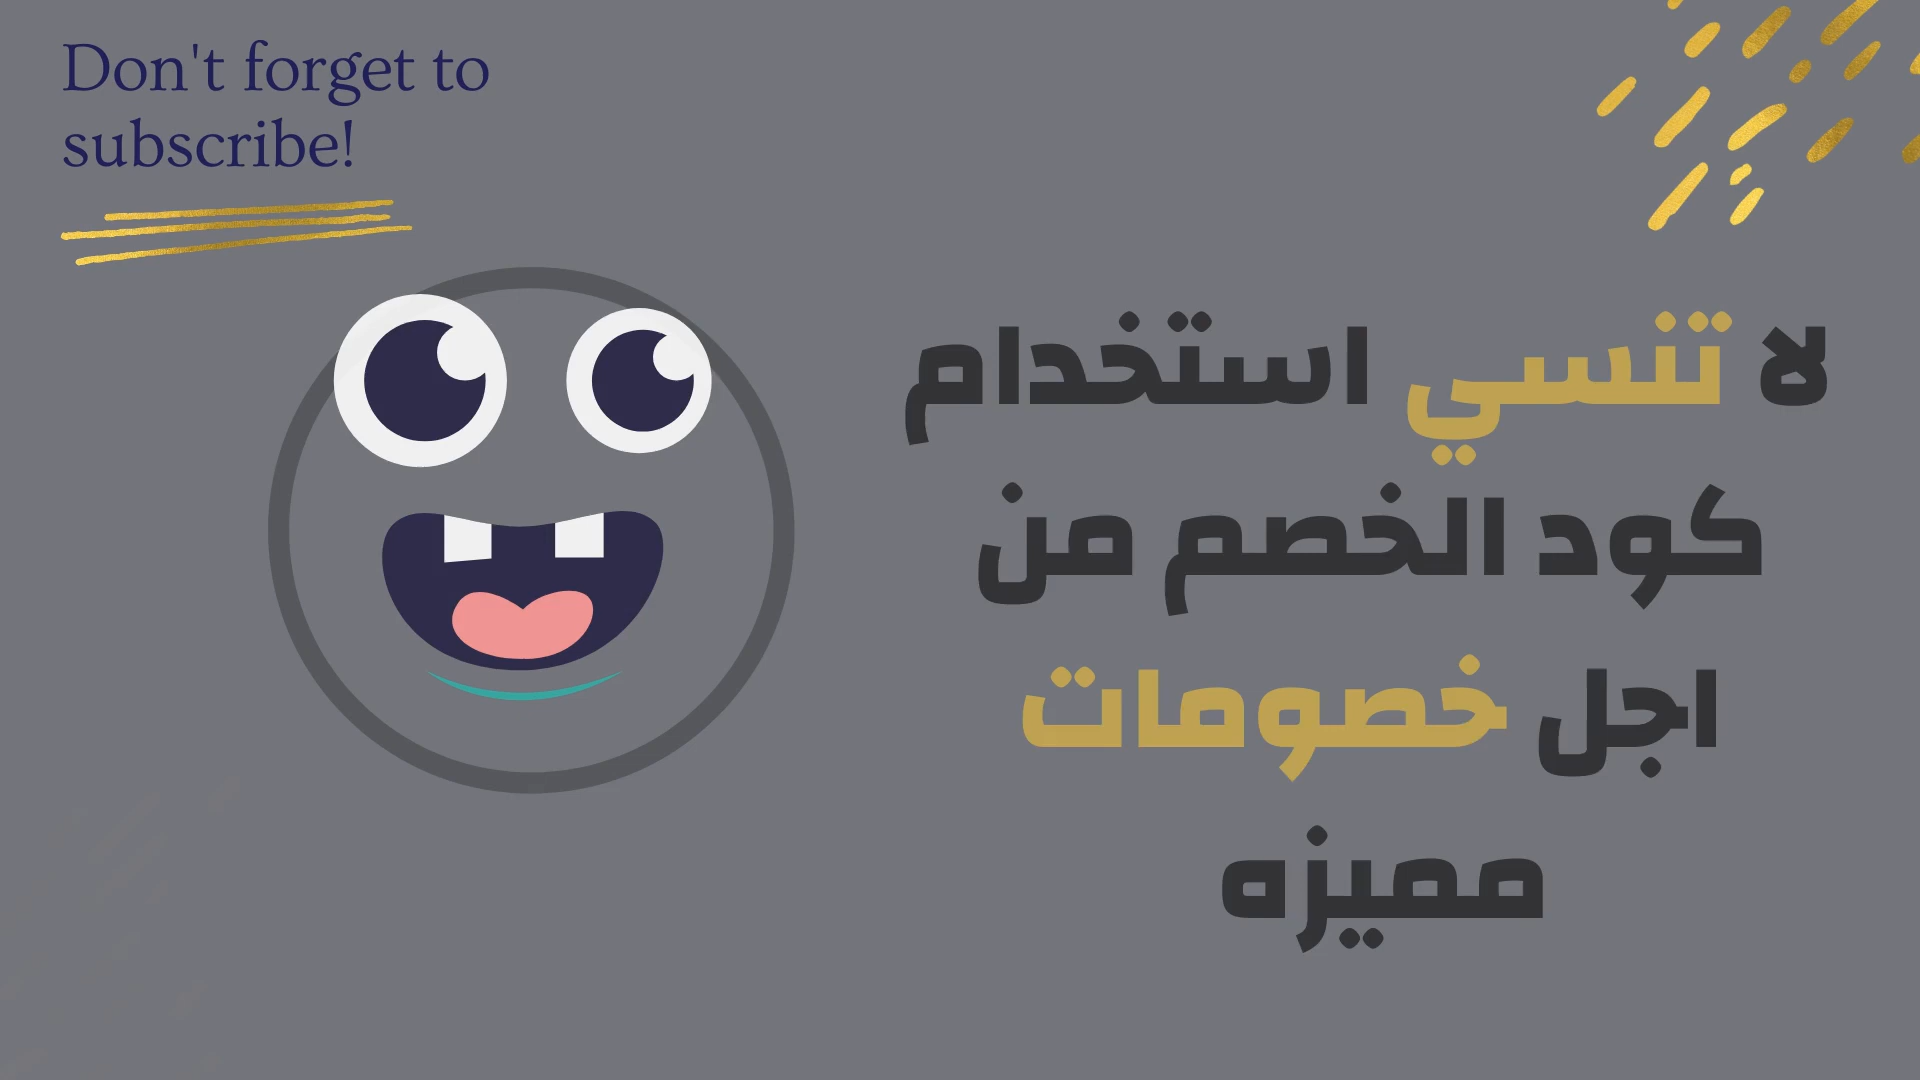 Don't forget to
subscribe!
لا تنسي استخدام
كود الخصم من
اجل خصومات
مميزه